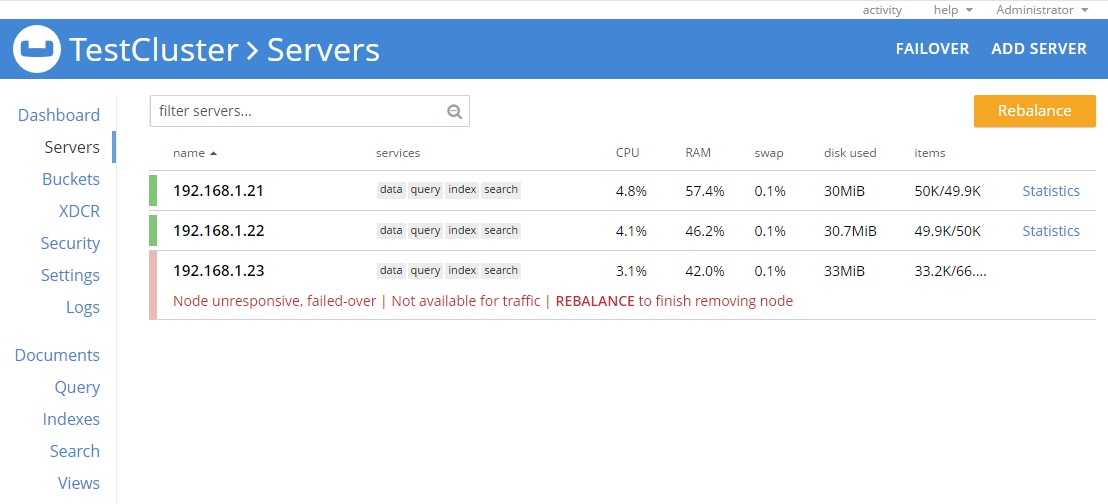 activity help Administrator
TestCluster > Servers FAILOVER ADD SERVER
filter servers... Rebalance
Dashboard
Servers
Buckets
XDCR
Security
Settings
Logs
Documents
Query
Indexes
Search
Views
name services CPU RAM swap disk used items
192.168.1.21 data query index search 4.8% 57.4% 0.1% 30MiB 50K/49.9K Statistics
192.168.1.22 data query index search 4.1% 46.2% 0.1% 30.7MiB 49.9K/50K Statistics
192.168.1.23 data query index search 3.1% 42.0% 0.1% 33MiB 33.2K/66....
Node unresponsive, failed-over | Not available for traffic | REBALANCE to finish removing node